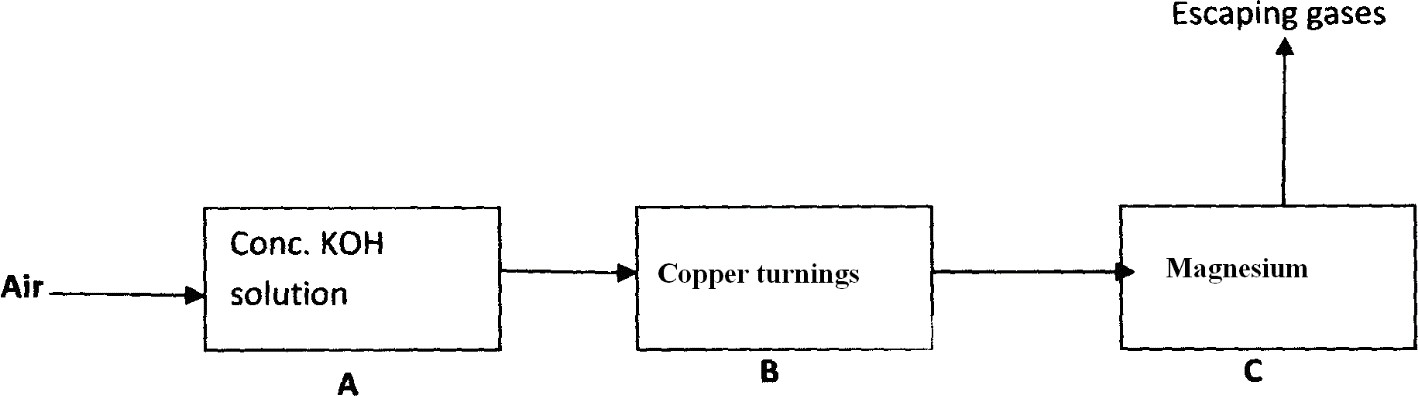 Escaping gases
Air
Conc. KOH
solution
Copper turnings
Magnesium
A
B
C